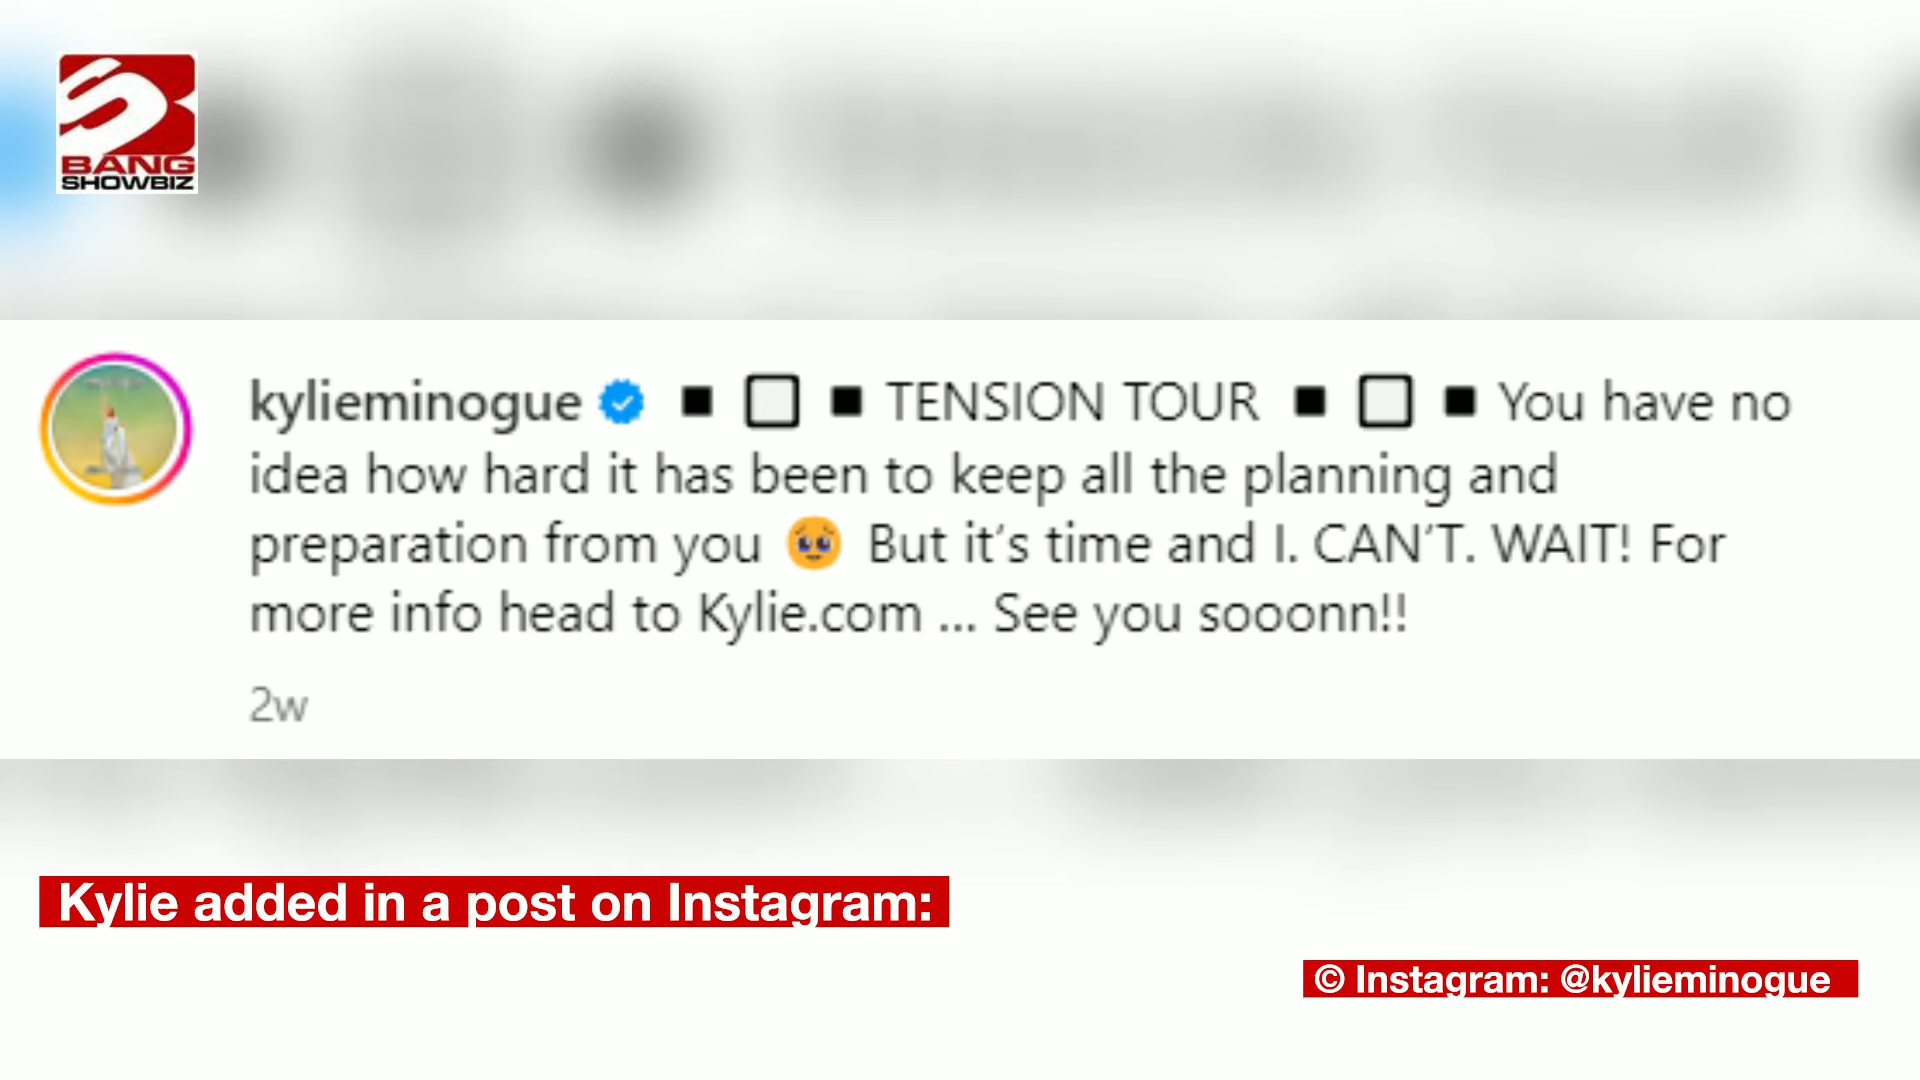 BANG
SHOWBIZ
kylieminogue ▪️ ◻️ ▪️ TENSION TOUR ▪️ ◻️ ▪️ You have no
idea how hard it has been to keep all the planning and
preparation from you 🥹 But it’s time and I. CAN’T. WAIT! For
more info head to Kylie.com ... See you sooonn!!
2w
Kylie added in a post on Instagram:
© Instagram: @kylieminogue